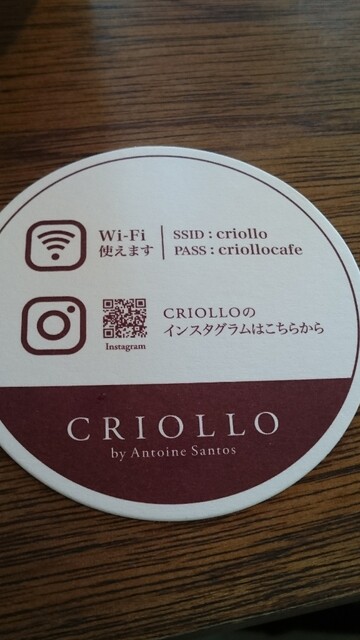 Wi-Fi
使えます
SSID : criollo
PASS : criollocafe
Instagram
CRIOLLOの
インスタグラムはこちらから
CRIOLLO
by Antoine Santos